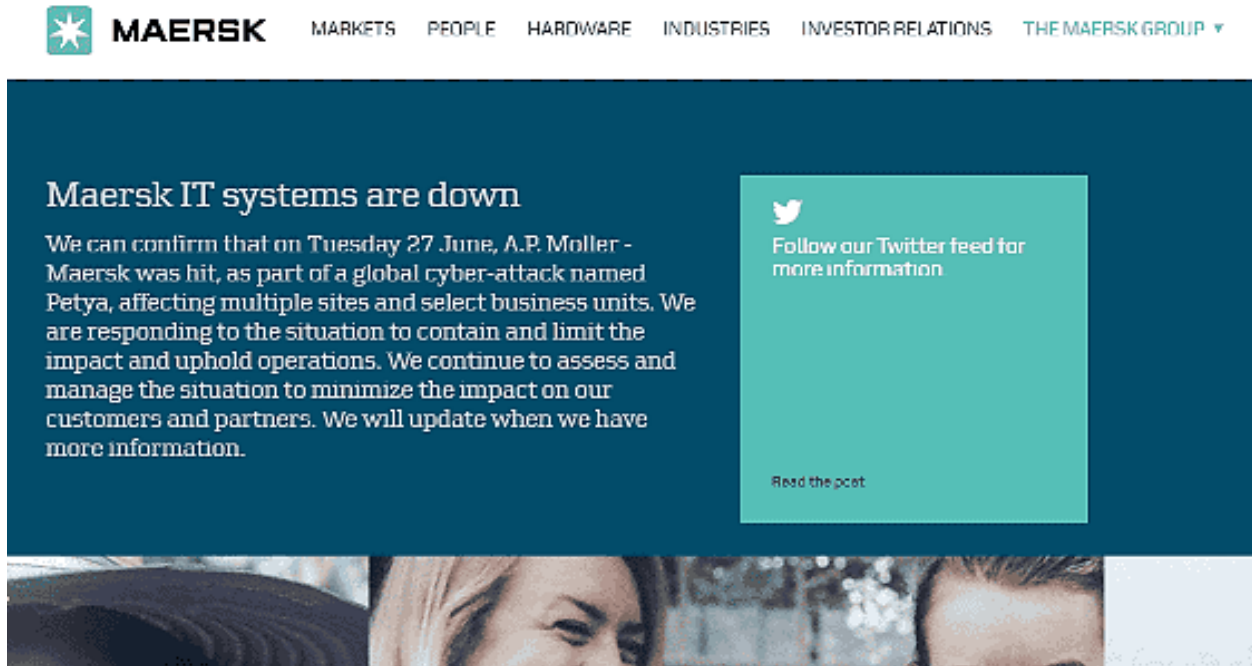 MAERSK MARKETS PEOPLE HARDWARE INDUSTRIES INVESTOR RELATIONS THE MAERSK GROUP ▼
Maersk IT systems are down
We can confirm that on Tuesday 27 June, A.P. Moller -
Maersk was hit, as part of a global cyber-attack named
Petya, affecting multiple sites and select business units. We
are responding to the situation to contain and limit the
impact and uphold operations. We continue to assess and
manage the situation to minimize the impact on our
customers and partners. We will update when we have
more information.
Follow our Twitter feed for
more information.
Read the post